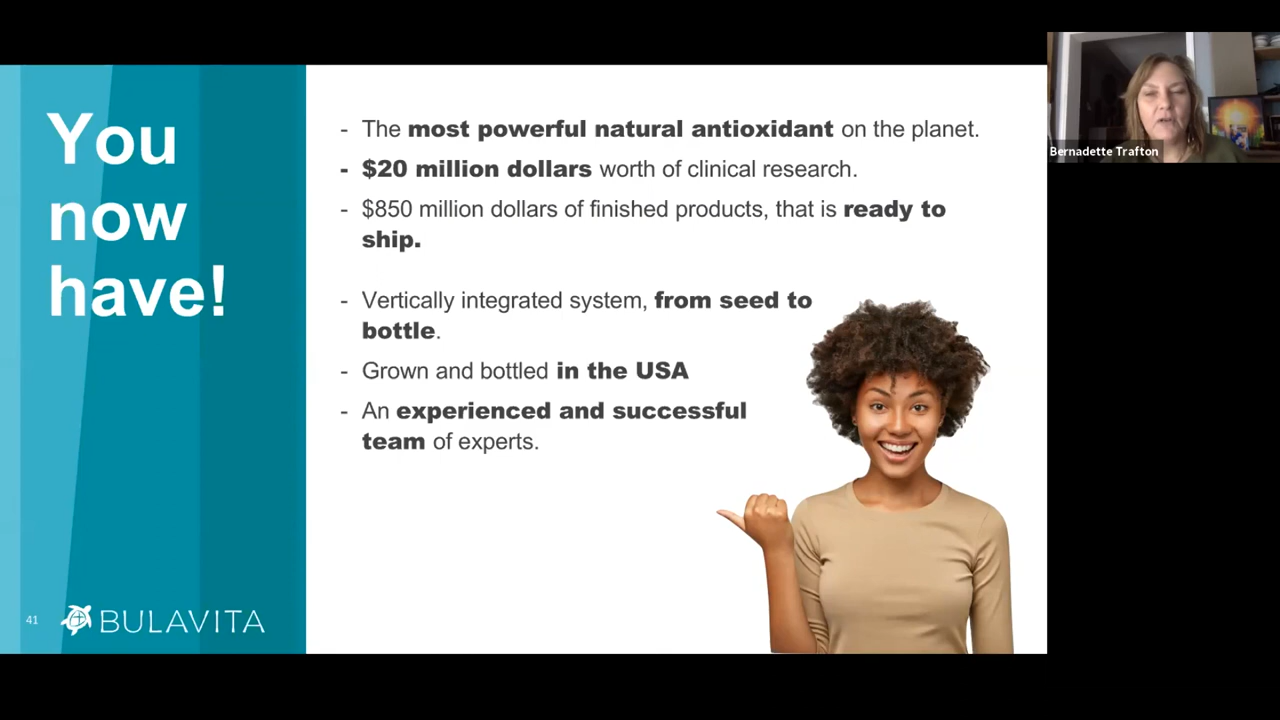 You
now
have!
- The most powerful natural antioxidant on the planet.
- $20 million dollars worth of clinical research.
- $850 million dollars of finished products, that is ready to
ship.
- Vertically integrated system, from seed to
bottle.
- Grown and bottled in the USA
- An experienced and successful
team of experts.
41
BULAVITA
Bernadette Trafton